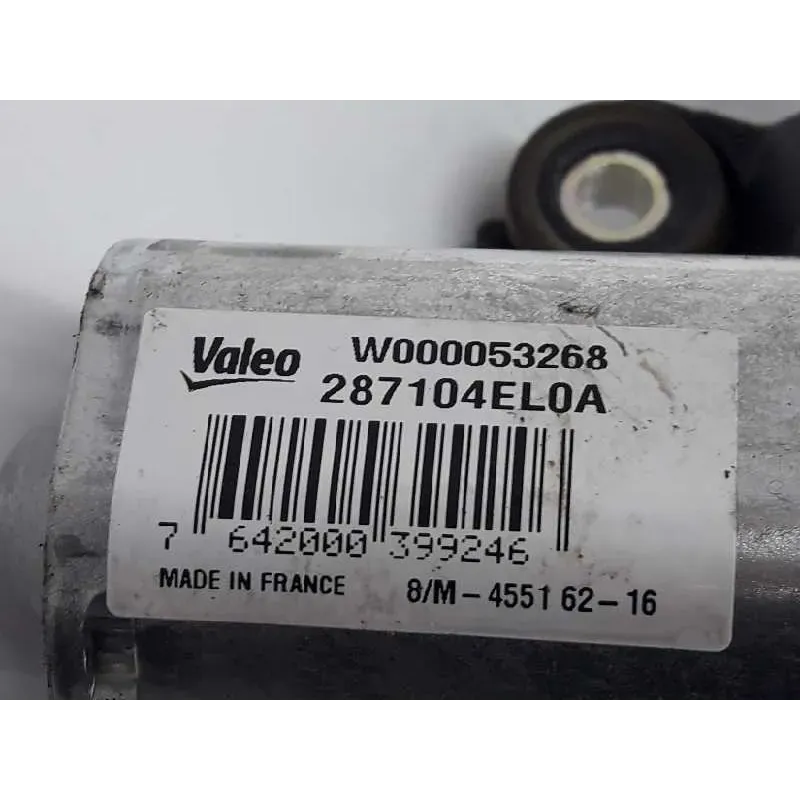 Valeo W000053268
287104EL0A
7 642000 399246
MADE IN FRANCE 8/M-4551 62-16